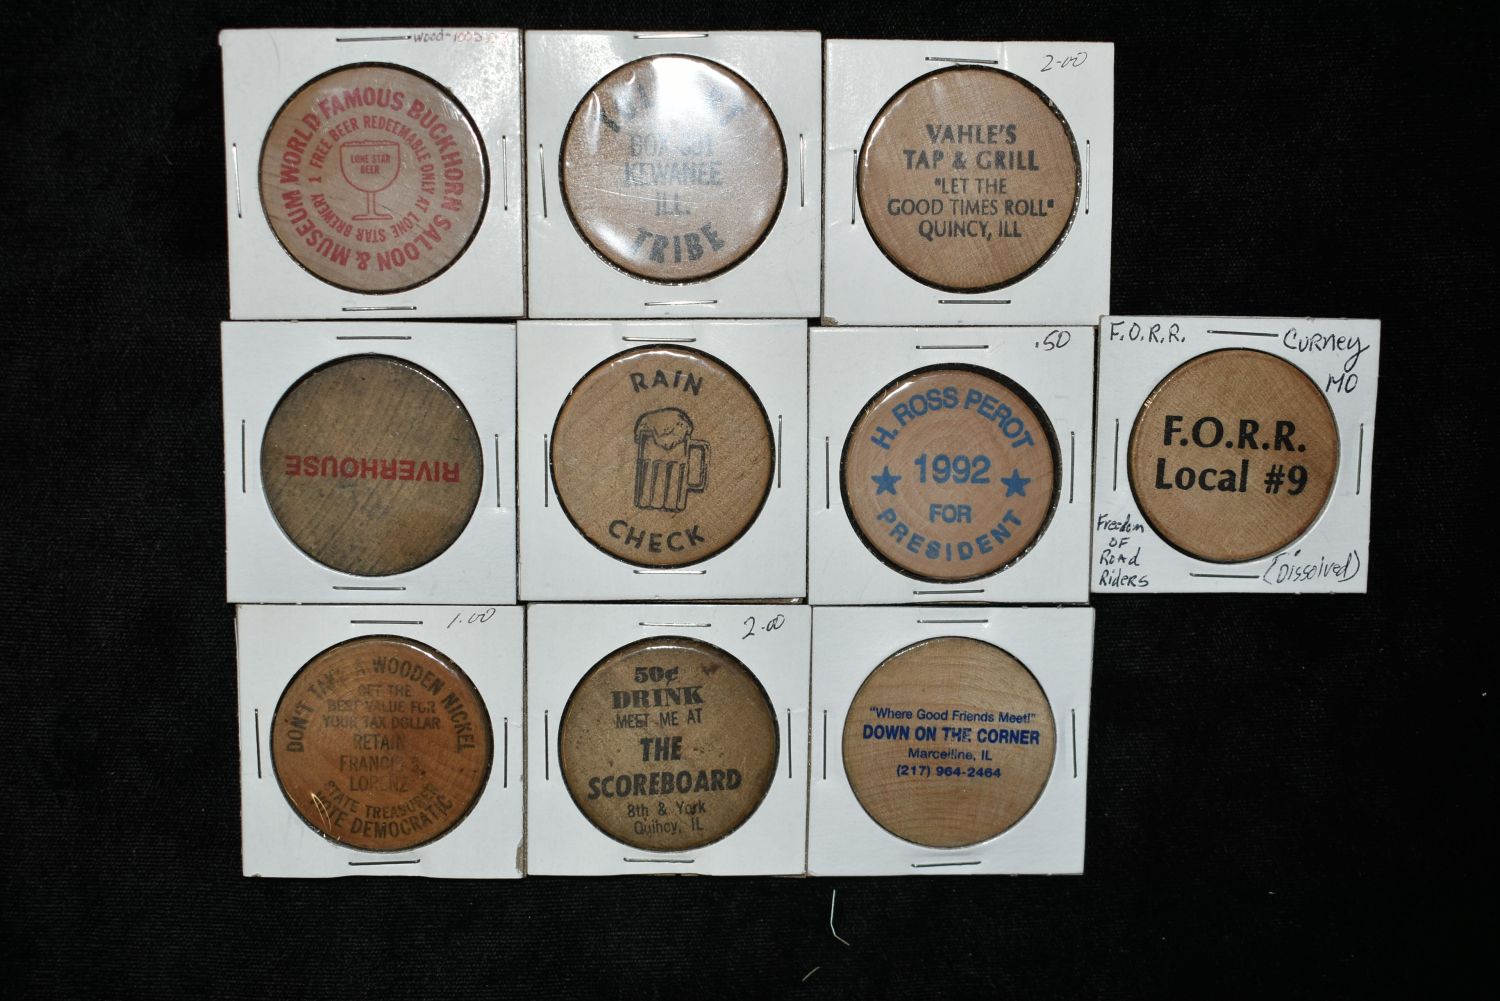 WORLD FAMOUS BUCKHORN SALOON & MUSEUM
1 FREE BEER REDEEMABLE ONLY AT LONE STAR BREWERY
LONE STAR
BEER
BOX
KEWANEE
ILL.
TRIBE
2-00
VAHLE'S
TAP & GRILL
"LET THE
GOOD TIMES ROLL"
QUINCY, ILL
RIVERHOUSE
RAIN
CHECK
.50
H. ROSS PEROT
1992
FOR
PRESIDENT
F.O.R.R.
CURNEY
MO
F.O.R.R.
Local #9
Freedom
OF
ROAD
RIDERS
(Dissolved)
1.00
DON'T TAKE A WOODEN NICKEL
GET THE
BEST VALUE FOR
YOUR TAX DOLLAR
RETAIN
LORENZ
STATE TREASURER
VOTE DEMOCRATIC
2-00
50¢
DRINK
MEET ME AT
THE
SCOREBOARD
8th & York
Quincy, IL
"Where Good Friends Meet!"
DOWN ON THE CORNER
Marcelline, IL
(217) 964-2464